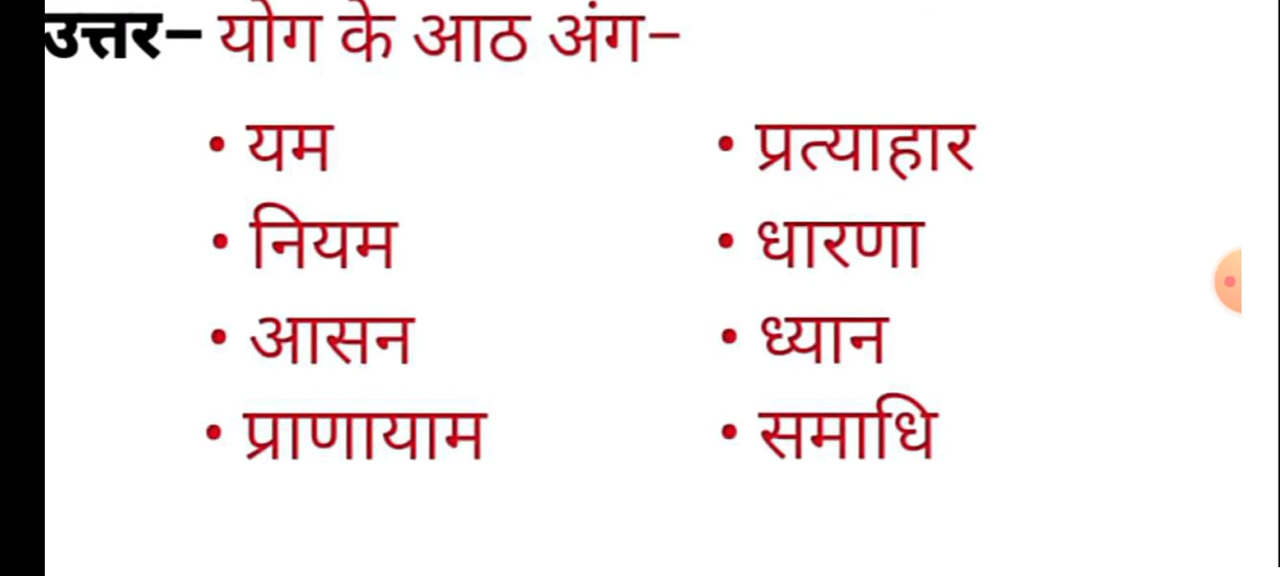 उत्तर– योग के आठ अंग–
• यम
• नियम
• आसन
• प्राणायाम
• प्रत्याहार
• धारणा
• ध्यान
• समाधि